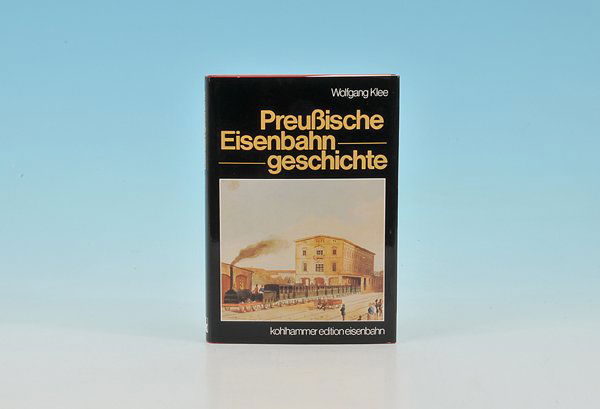 Wolfgang Klee
Preußische
Eisenbahn
geschichte
kohlhammer edition eisenbahn